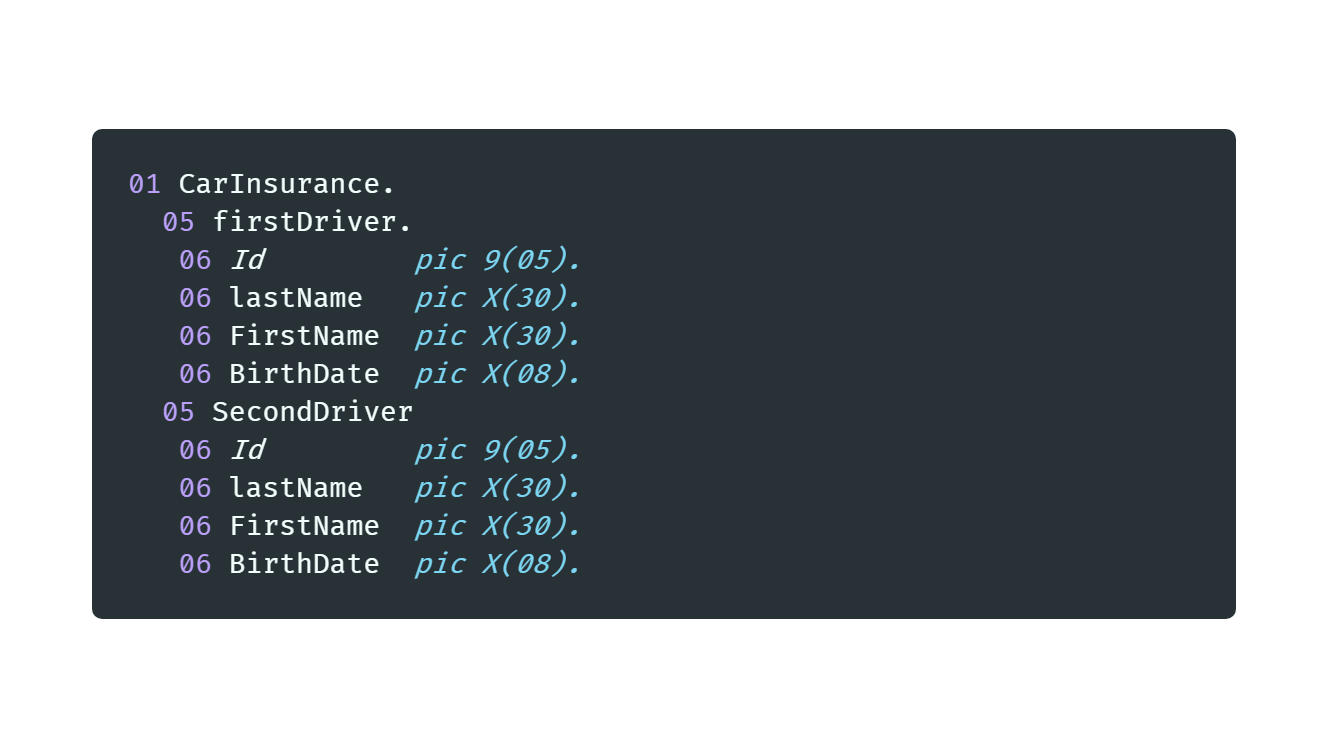 01 CarInsurance.
05 firstDriver.
06 Id pic 9(05).
06 lastName pic X(30).
06 FirstName pic X(30).
06 BirthDate pic X(08).
05 SecondDriver
06 Id pic 9(05).
06 lastName pic X(30).
06 FirstName pic X(30).
06 BirthDate pic X(08).